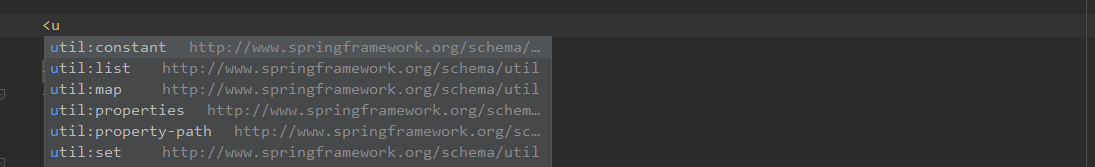 <u
util:constant http://www.springframework.org/schema/…
util:list http://www.springframework.org/schema/util
util:map http://www.springframework.org/schema/util
util:properties http://www.springframework.org/schem…
util:property-path http://www.springframework.org/sc…
util:set http://www.springframework.org/schema/util